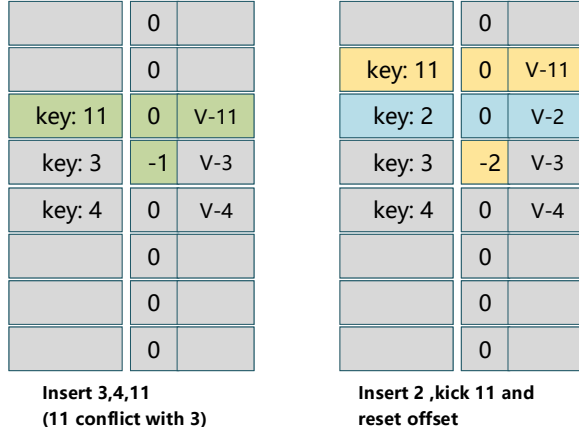 0 0
0 key: 11 0 V-11
key: 11 0 V-11 key: 2 0 V-2
key: 3 -1 V-3 key: 3 -2 V-3
key: 4 0 V-4 key: 4 0 V-4
0 0
0 0
0 0
Insert 3,4,11 Insert 2 ,kick 11 and
(11 conflict with 3) reset offset